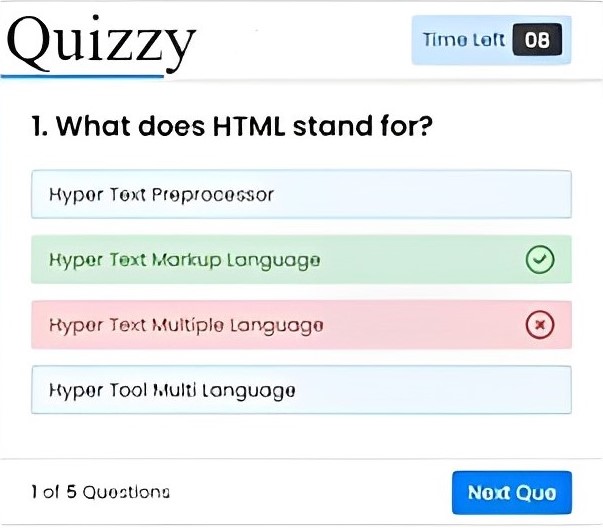 Quizzy
Time Left 08
1. What does HTML stand for?
Hyper Text Preprocessor
Hyper Text Markup Language
Hyper Text Multiple Language
Hyper Tool Multi Language
1 of 5 Questions
Next Que